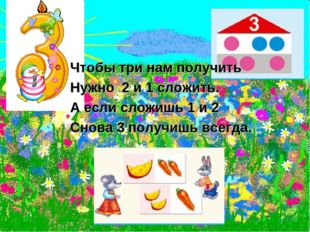 3
Чтобы три нам получить
Нужно 2 и 1 сложить.
А если сложишь 1 и 2
Снова 3 получишь всегда.